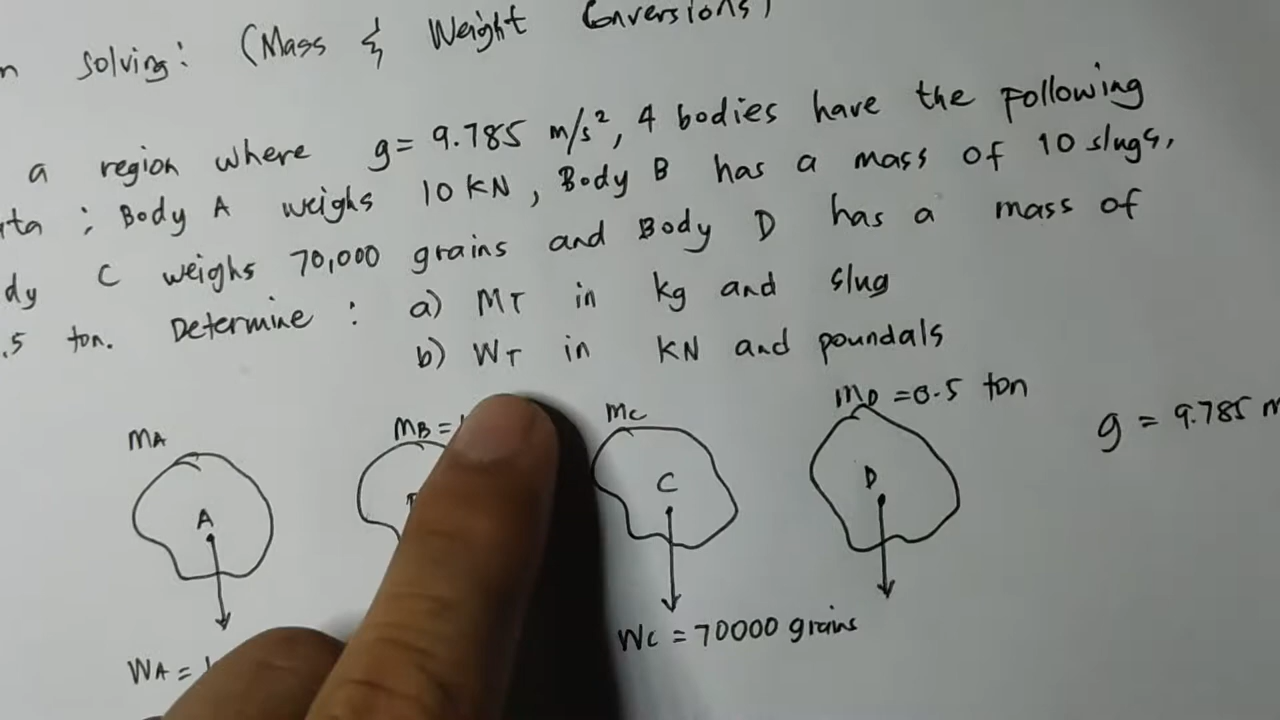 n solving: (Mass & Weight Conversions)
a region where g= 9.785 m/s², 4 bodies have the following
ta ; Body A weighs 10 KN, Body B has a mass of 10 slugs,
dy C weighs 70,000 grains and Body D has a mass of
.5 ton. Determine : a) MT in kg and slug
b) WT in KN and poundals
MA
MB =
MC
MD = 0.5 ton
g = 9.785 m
A
C
D
WA =
WC = 70000 grains